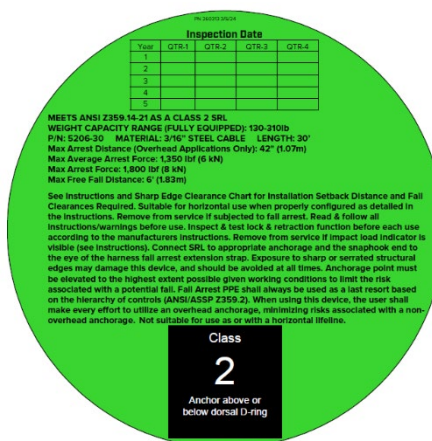 Inspection Date
Year QTR-1 QTR-2 QTR-3 QTR-4
1
2
3
4
5
MEETS ANSI Z359.14-21 AS A CLASS 2 SRL
WEIGHT CAPACITY RANGE (FULLY EQUIPPED): 130-310lb
P/N: 5206-30 MATERIAL: 3/16" STEEL CABLE LENGTH: 30'
Max Arrest Distance (Overhead Applications Only): 42" (1.07m)
Max Average Arrest Force: 1,350 lbf (6 kN)
Max Arrest Force: 1,800 lbf (8 kN)
Max Free Fall Distance: 6' (1.83m)
See Instructions and Sharp Edge Clearance Chart for Installation Setback Distance and Fall
Clearances Required. Suitable for horizontal use when properly configured as detailed in
the instructions. Remove from service if subjected to fall arrest. Read & follow all
instructions/warnings before use. Inspect & test lock & retraction function before each use
according to the manufacturers instructions. Remove from service if impact load indicator is
visible (see instructions). Connect SRL to appropriate anchorage and the snaphook end to
the eye of the harness fall arrest extension strap. Exposure to sharp or serrated structural
edges may damage this device, and should be avoided at all times. Anchorage point must
be elevated to the highest extent possible given working conditions to limit the risk
associated with a potential fall. Fall Arrest PPE shall always be used as a last resort based
on the hierarchy of controls (ANSI/ASSP Z359.2). When using this device, the user shall
make every effort to utilize an overhead anchorage, minimizing risks associated with a non-
overhead anchorage. Not suitable for use as or with a horizontal lifeline.
Class
2
Anchor above or
below dorsal D-ring